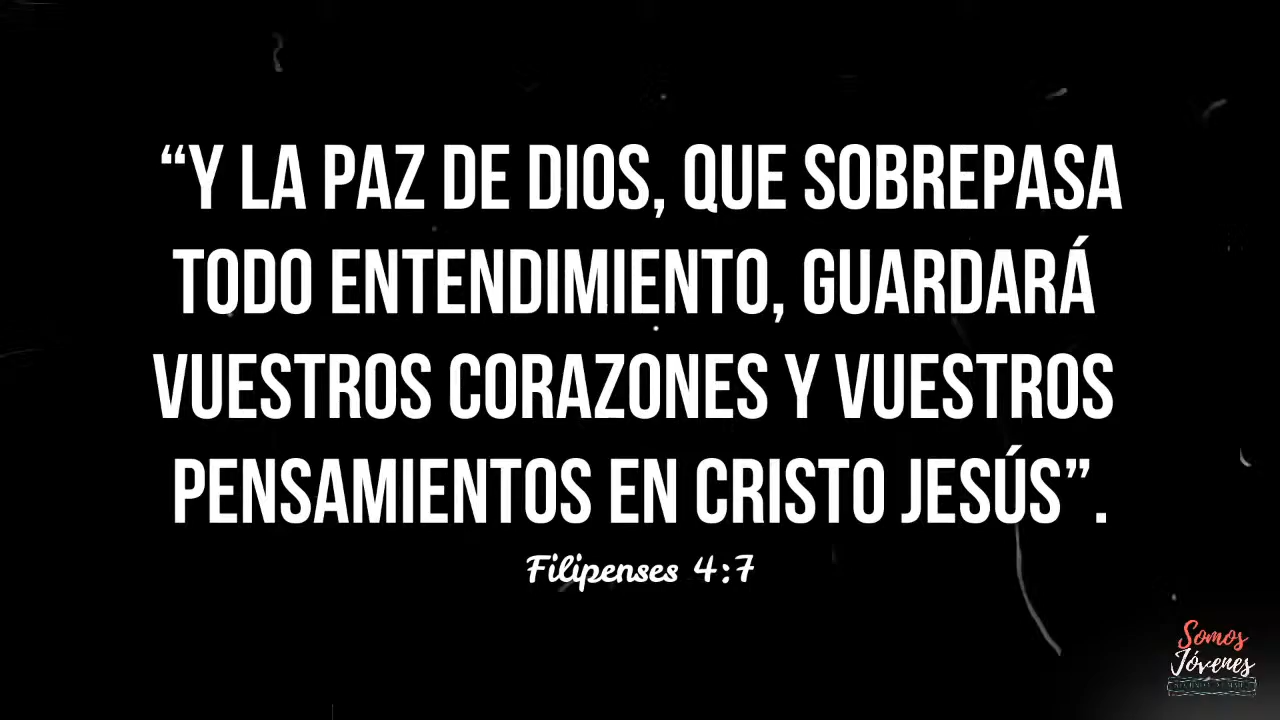 “Y LA PAZ DE DIOS, QUE SOBREPASA
TODO ENTENDIMIENTO, GUARDARÁ
VUESTROS CORAZONES Y VUESTROS
PENSAMIENTOS EN CRISTO JESÚS”.
Filipenses 4:7
Somos
Jóvenes